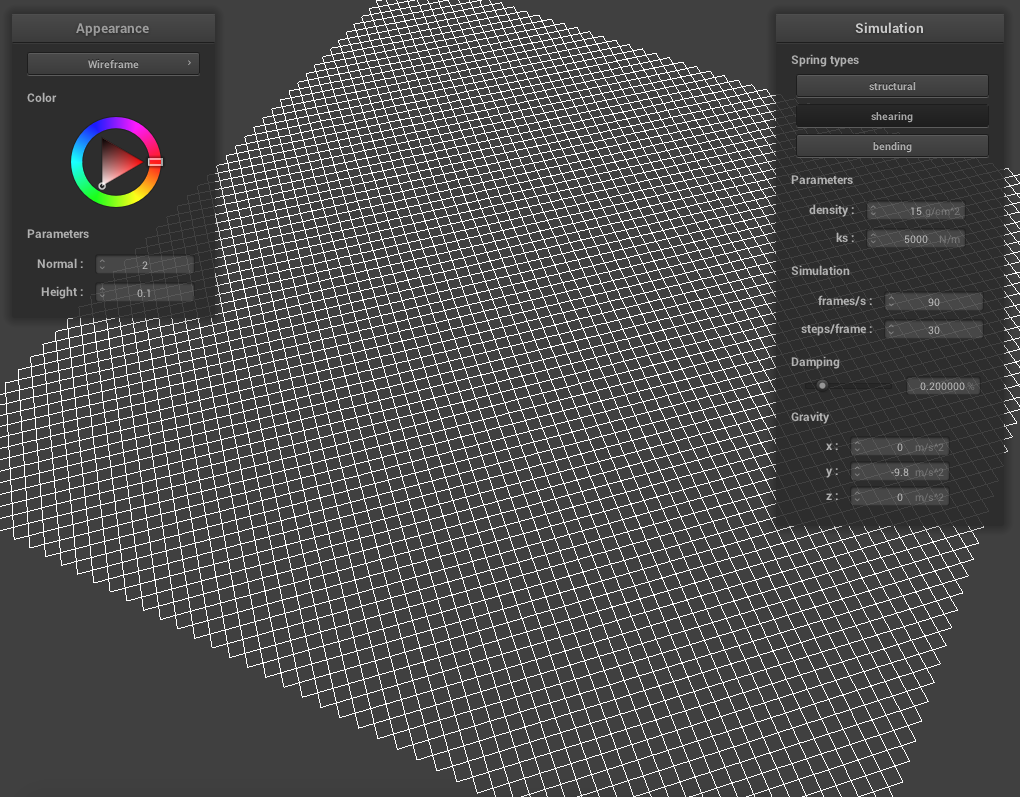 Appearance
Wireframe ›
Color
Parameters
Normal : 2
Height : 0.1
Simulation
Spring types
structural
shearing
bending
Parameters
density : 15 g/cm^2
ks : 5000 N/m
Simulation
frames/s : 90
steps/frame : 30
Damping
0.200000 %
Gravity
x : 0 m/s^2
y : -9.8 m/s^2
z : 0 m/s^2